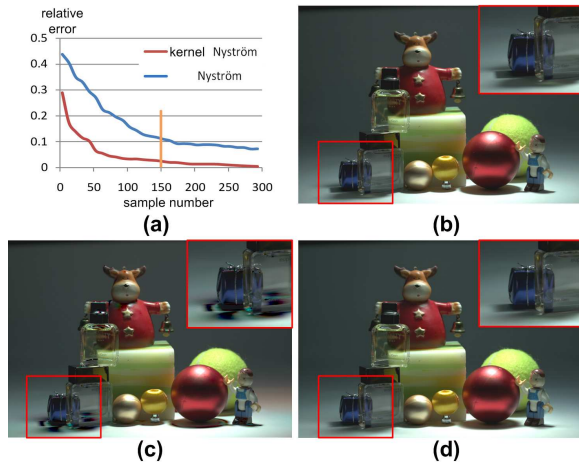 relative
error
0.5
0.4
0.3
0.2
0.1
0
kernel Nyström
Nyström
0 50 100 150 200 250 300
sample number
(a)
(b)
(c)
(d)